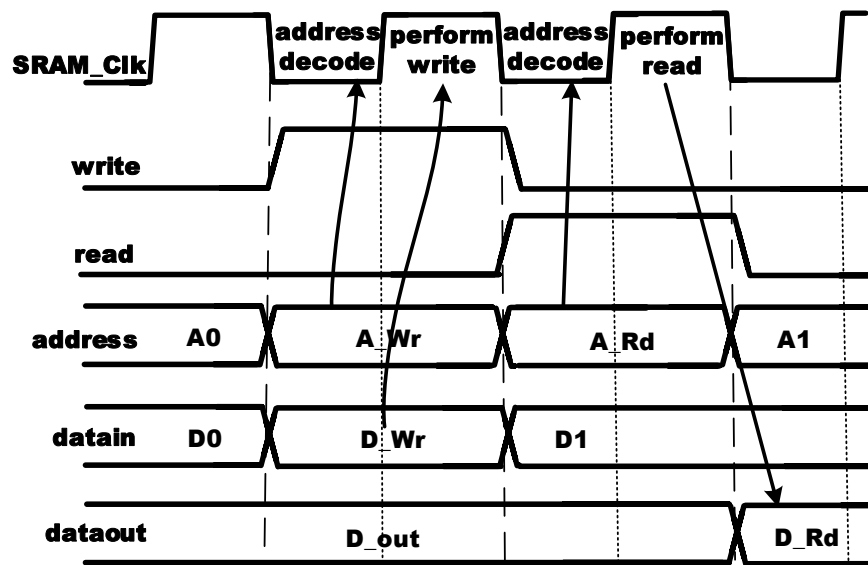 address decode
perform write
address decode
perform read
SRAM_Clk
write
read
address A0 A_Wr A_Rd A1
datain D0 D_Wr D1
dataout D_out D_Rd